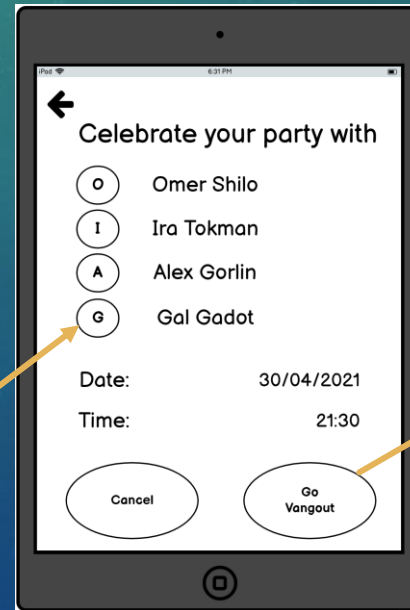 iPod 6:31 PM
Celebrate your party with
O Omer Shilo
I Ira Tokman
A Alex Gorlin
G Gal Gadot
Date: 30/04/2021
Time: 21:30
Cancel
Go
Vangout